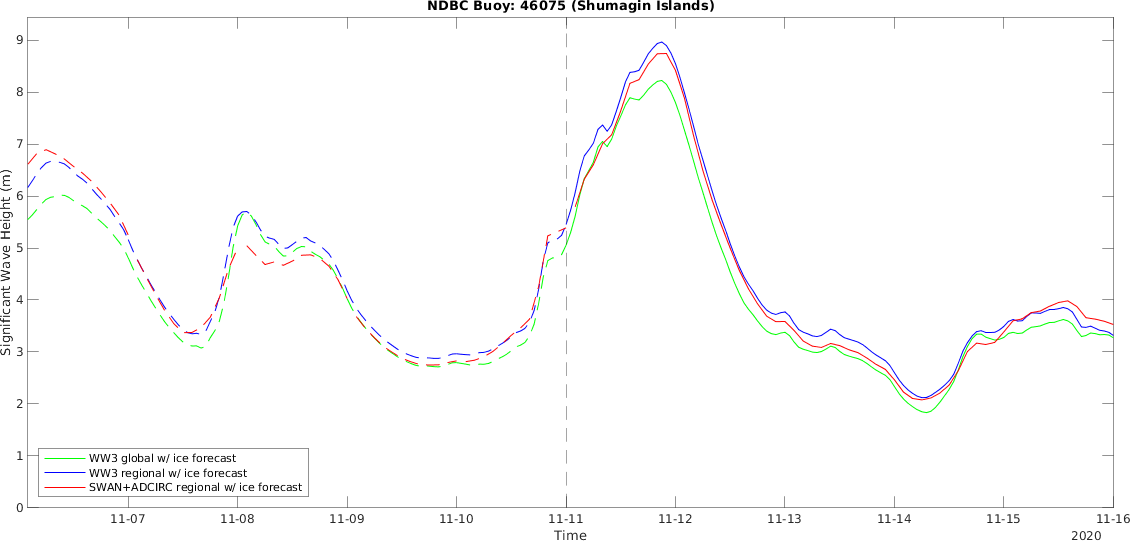 NDBC Buoy: 46075 (Shumagin Islands)
Significant Wave Height (m)
9
8
7
6
5
4
3
2
1
0
WW3 global w/ ice forecast
WW3 regional w/ ice forecast
SWAN+ADCIRC regional w/ ice forecast
11-07 11-08 11-09 11-10 11-11 11-12 11-13 11-14 11-15 11-16
Time
2020